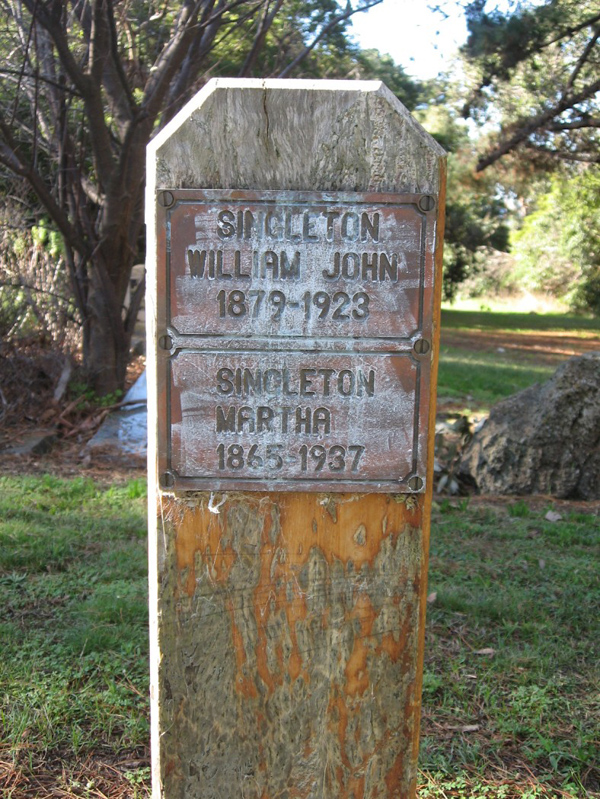 SINGLETON
WILLIAM JOHN
1879-1923
SINGLETON
MARTHA
1865-1937